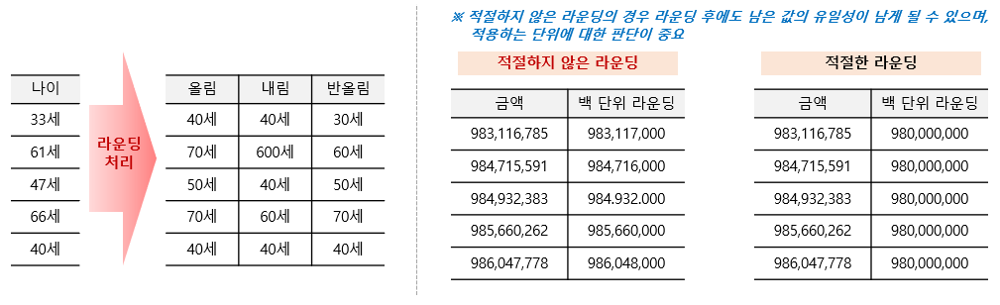 나이
33세
61세
47세
66세
40세
라운딩
처리
올림 내림 반올림
40세 40세 30세
70세 600세 60세
50세 40세 50세
70세 60세 70세
40세 40세 40세
※ 적절하지 않은 라운딩의 경우 라운딩 후에도 남은 값의 유일성이 남게 될 수 있으며,
적용하는 단위에 대한 판단이 중요
적절하지 않은 라운딩
금액 백 단위 라운딩
983,116,785 983,117,000
984,715,591 984,716,000
984,932,383 984.932.000
985,660,262 985,660,000
986,047,778 986,048,000
적절한 라운딩
금액 백 단위 라운딩
983,116,785 980,000,000
984,715,591 980,000,000
984,932,383 980,000,000
985,660,262 980,000,000
986,047,778 980,000,000